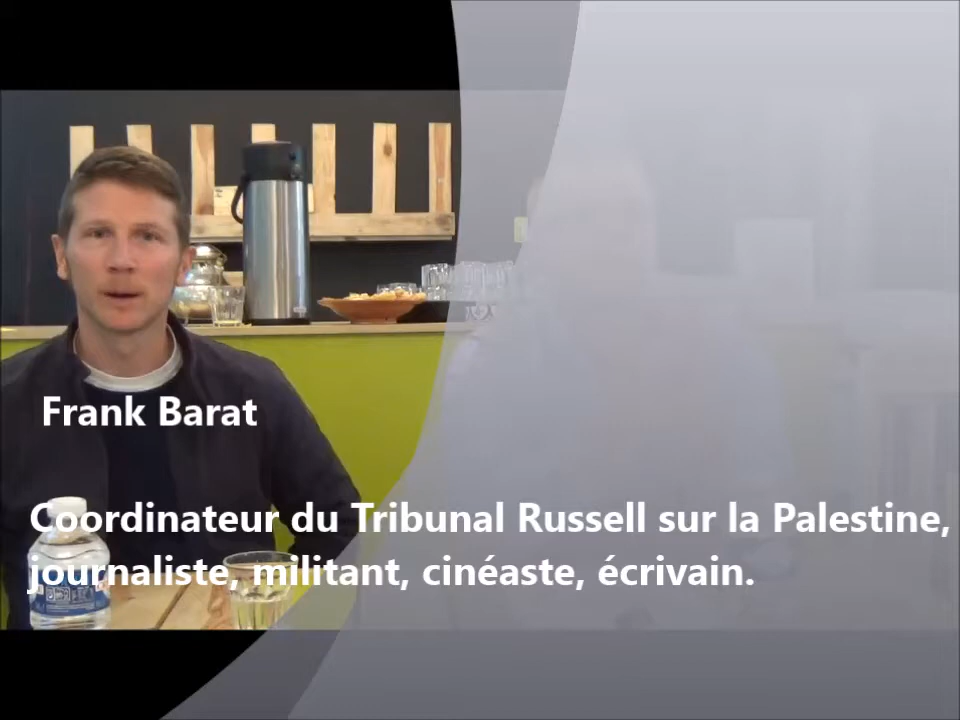 Frank Barat
Coordinateur du Tribunal Russell sur la Palestine,
journaliste, militant, cinéaste, écrivain.